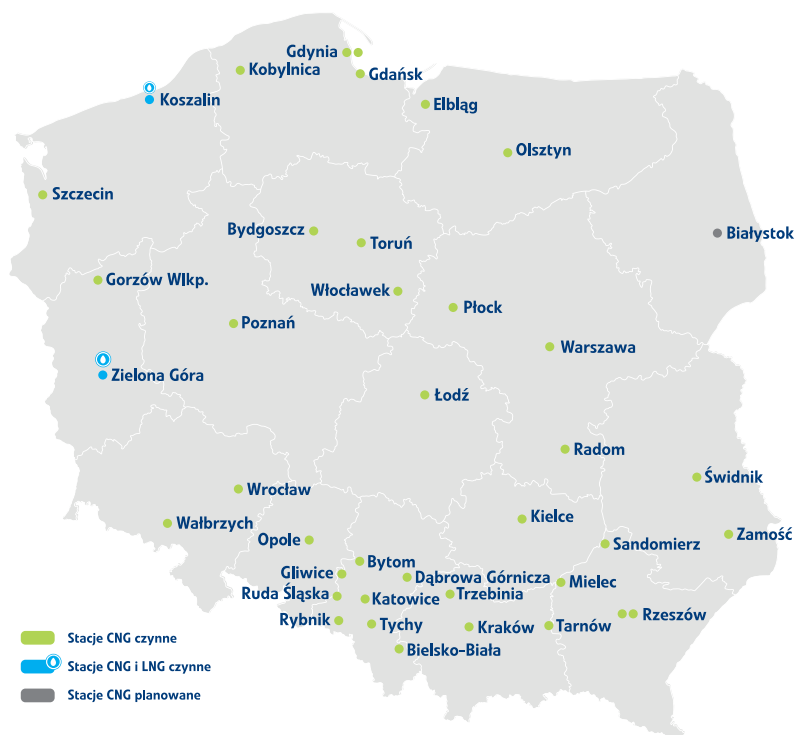 Gdynia
Kobylnica
Gdańsk
Koszalin
Elbląg
Olsztyn
Szczecin
Bydgoszcz
Toruń
Białystok
Gorzów Wlkp.
Włocławek
Płock
Poznań
Warszawa
Zielona Góra
Łódź
Radom
Świdnik
Wrocław
Wałbrzych
Kielce
Opole
Zamość
Sandomierz
Bytom
Gliwice
Dąbrowa Górnicza
Mielec
Ruda Śląska
Katowice
Trzebinia
Rzeszów
Rybnik
Tychy
Kraków
Tarnów
Bielsko-Biała
Stacje CNG czynne
Stacje CNG i LNG czynne
Stacje CNG planowane